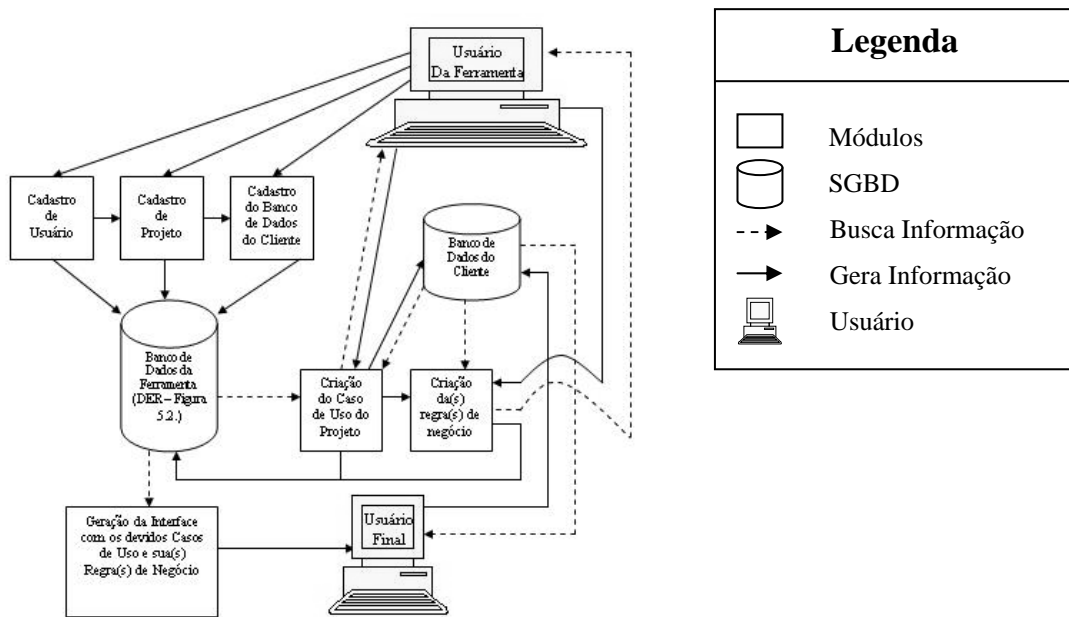 Usuário
Da Ferramenta
Cadastro
de
Usuário
Cadastro
de
Projeto
Cadastro
do Banco
de Dados
do Cliente
Banco de
Dados do
Cliente
Banco de
Dados da
Ferramenta
(DER – Figura
5.2.)
Criação
do Caso
de Uso do
Projeto
Criação
da(s)
regra(s) de
negócio
Geração da Interface
com os devidos Casos
de Uso e sua(s)
Regra(s) de Negócio
Usuário
Final
Legenda
Módulos
SGBD
Busca Informação
Gera Informação
Usuário